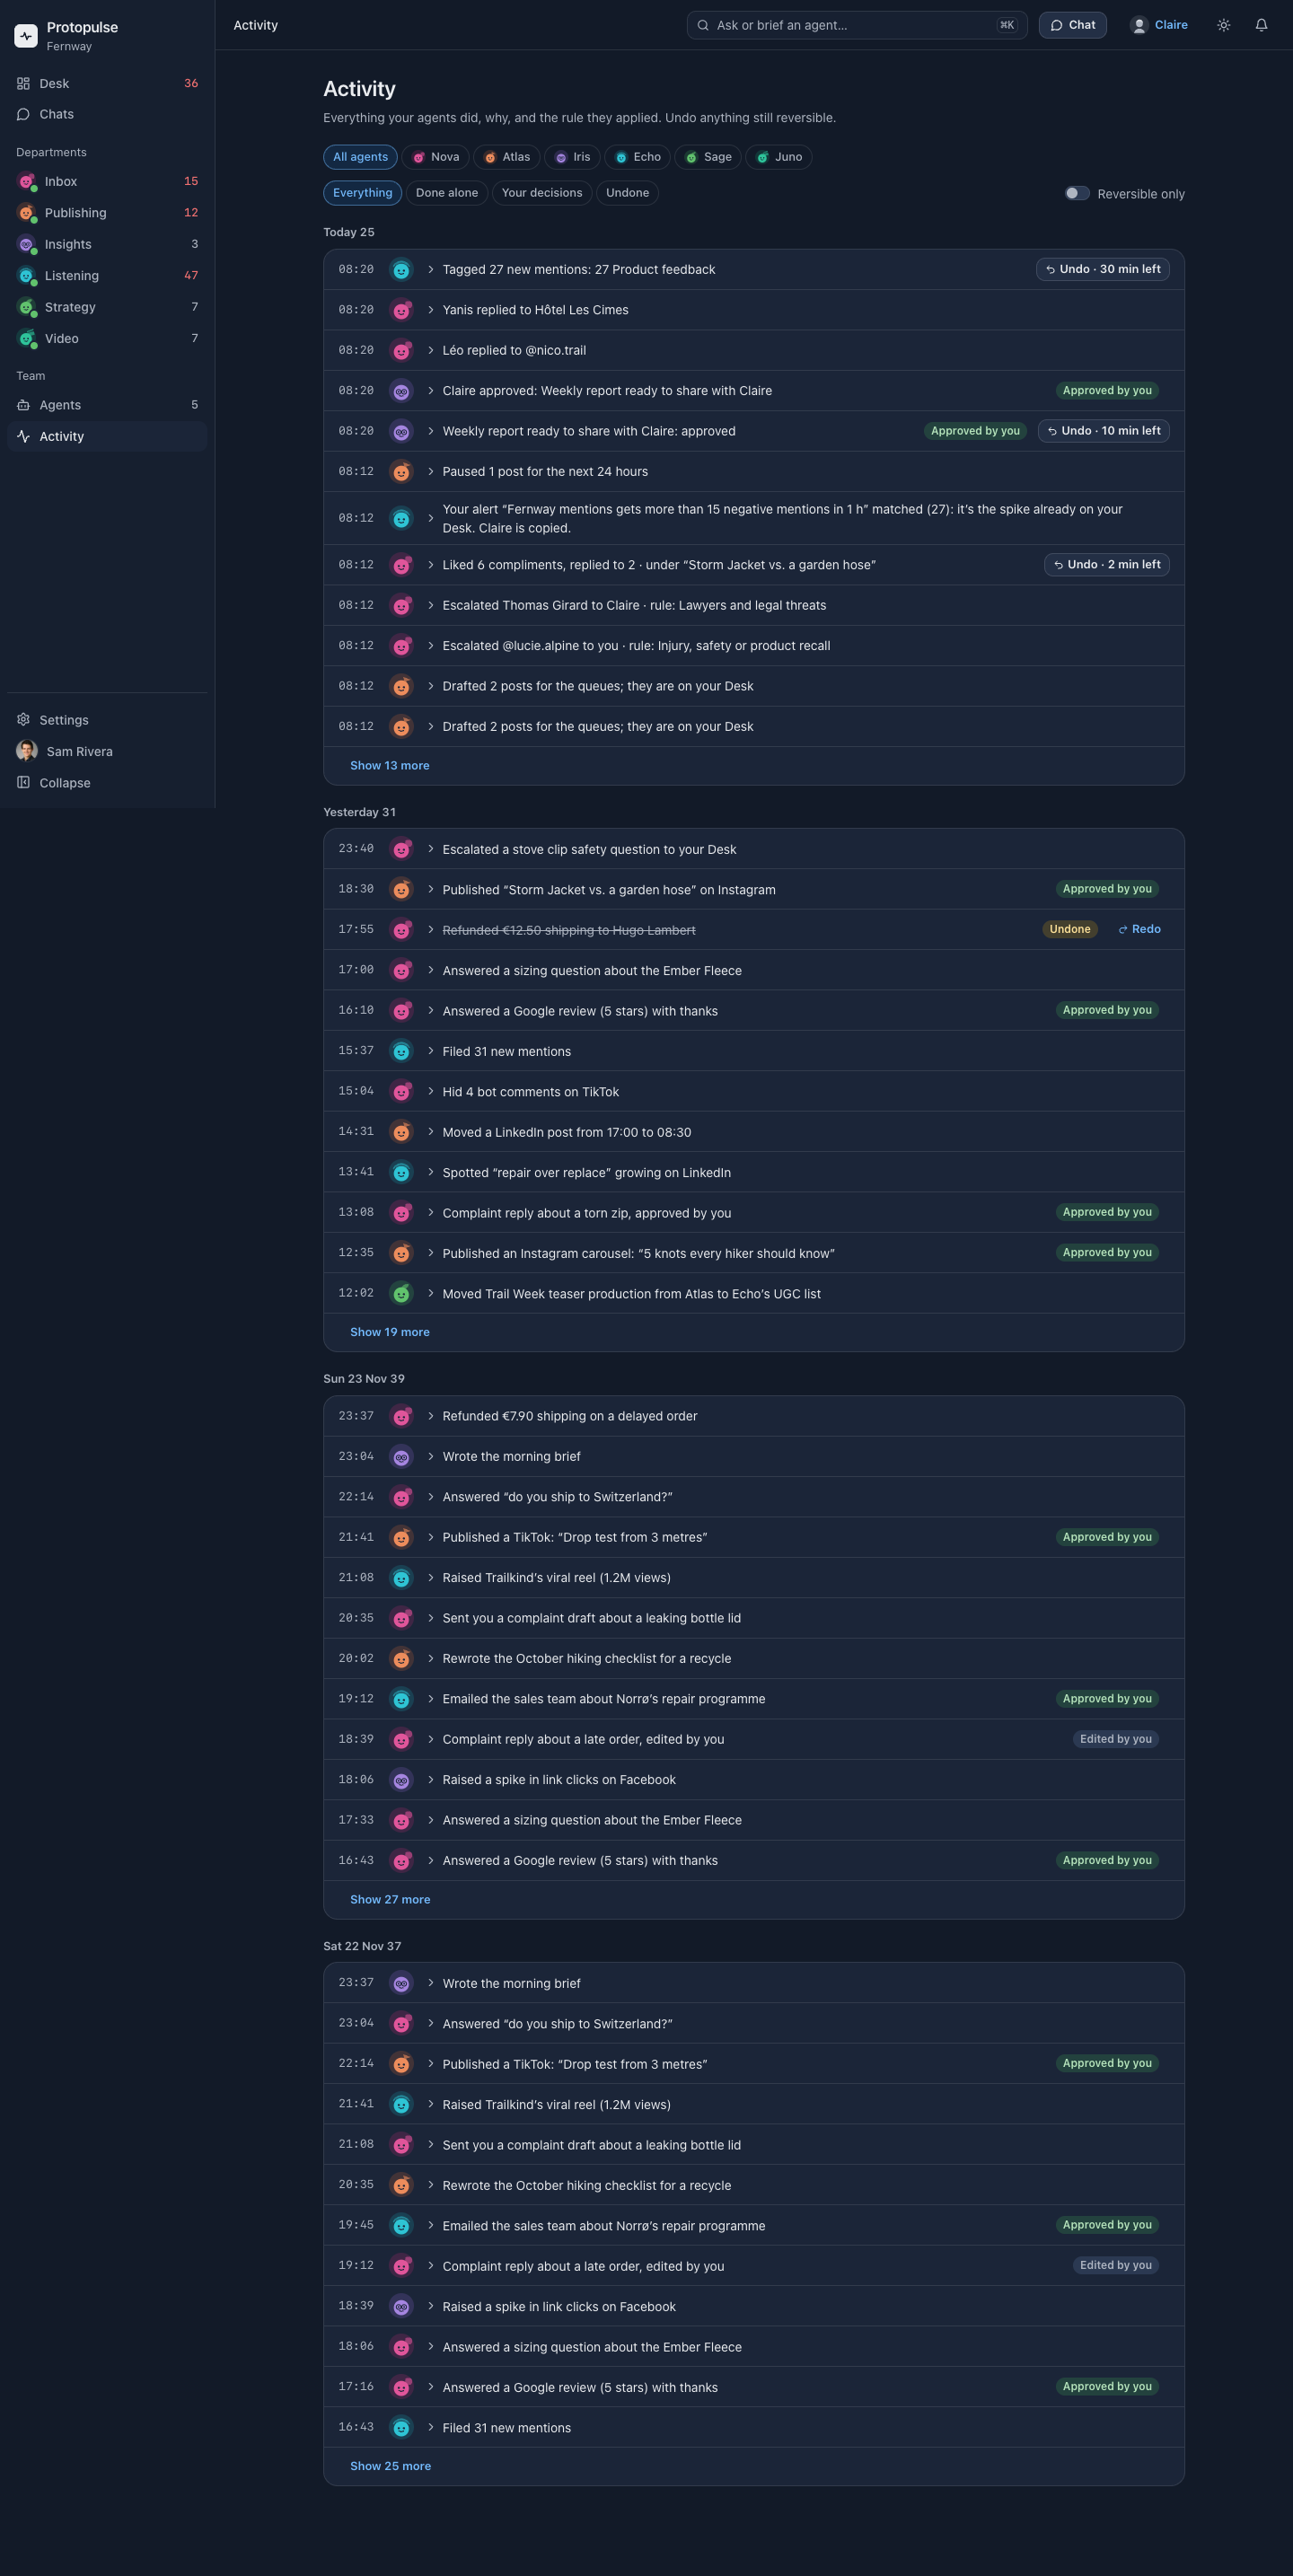 Protopulse
Fernway
Desk 36
Chats
Departments
Inbox 15
Publishing 12
Insights 3
Listening 47
Strategy 7
Video 7
Team
Agents 5
Activity
Settings
Sam Rivera
Collapse
Activity
Ask or brief an agent… ⌘K
Chat
Claire
Activity
Everything your agents did, why, and the rule they applied. Undo anything still reversible.
All agents Nova Atlas Iris Echo Sage Juno
Everything Done alone Your decisions Undone Reversible only
Today 25
08:20 Tagged 27 new mentions: 27 Product feedback Undo · 30 min left
08:20 Yanis replied to Hôtel Les Cimes
08:20 Léo replied to @nico.trail
08:20 Claire approved: Weekly report ready to share with Claire Approved by you
08:20 Weekly report ready to share with Claire: approved Approved by you Undo · 10 min left
08:12 Paused 1 post for the next 24 hours
08:12 Your alert “Fernway mentions gets more than 15 negative mentions in 1 h” matched (27): it’s the spike already on your
Desk. Claire is copied.
08:12 Liked 6 compliments, replied to 2 · under “Storm Jacket vs. a garden hose” Undo · 2 min left
08:12 Escalated Thomas Girard to Claire · rule: Lawyers and legal threats
08:12 Escalated @lucie.alpine to you · rule: Injury, safety or product recall
08:12 Drafted 2 posts for the queues; they are on your Desk
08:12 Drafted 2 posts for the queues; they are on your Desk
Show 13 more
Yesterday 31
23:40 Escalated a stove clip safety question to your Desk
18:30 Published “Storm Jacket vs. a garden hose” on Instagram Approved by you
17:55 Refunded €12.50 shipping to Hugo Lambert Undone Redo
17:00 Answered a sizing question about the Ember Fleece
16:10 Answered a Google review (5 stars) with thanks Approved by you
15:37 Filed 31 new mentions
15:04 Hid 4 bot comments on TikTok
14:31 Moved a LinkedIn post from 17:00 to 08:30
13:41 Spotted “repair over replace” growing on LinkedIn
13:08 Complaint reply about a torn zip, approved by you Approved by you
12:35 Published an Instagram carousel: “5 knots every hiker should know” Approved by you
12:02 Moved Trail Week teaser production from Atlas to Echo’s UGC list
Show 19 more
Sun 23 Nov 39
23:37 Refunded €7.90 shipping on a delayed order
23:04 Wrote the morning brief
22:14 Answered “do you ship to Switzerland?”
21:41 Published a TikTok: “Drop test from 3 metres” Approved by you
21:08 Raised Trailkind’s viral reel (1.2M views)
20:35 Sent you a complaint draft about a leaking bottle lid
20:02 Rewrote the October hiking checklist for a recycle
19:12 Emailed the sales team about Norrø’s repair programme Approved by you
18:39 Complaint reply about a late order, edited by you Edited by you
18:06 Raised a spike in link clicks on Facebook
17:33 Answered a sizing question about the Ember Fleece
16:43 Answered a Google review (5 stars) with thanks Approved by you
Show 27 more
Sat 22 Nov 37
23:37 Wrote the morning brief
23:04 Answered “do you ship to Switzerland?”
22:14 Published a TikTok: “Drop test from 3 metres” Approved by you
21:41 Raised Trailkind’s viral reel (1.2M views)
21:08 Sent you a complaint draft about a leaking bottle lid
20:35 Rewrote the October hiking checklist for a recycle
19:45 Emailed the sales team about Norrø’s repair programme Approved by you
19:12 Complaint reply about a late order, edited by you Edited by you
18:39 Raised a spike in link clicks on Facebook
18:06 Answered a sizing question about the Ember Fleece
17:16 Answered a Google review (5 stars) with thanks Approved by you
16:43 Filed 31 new mentions
Show 25 more